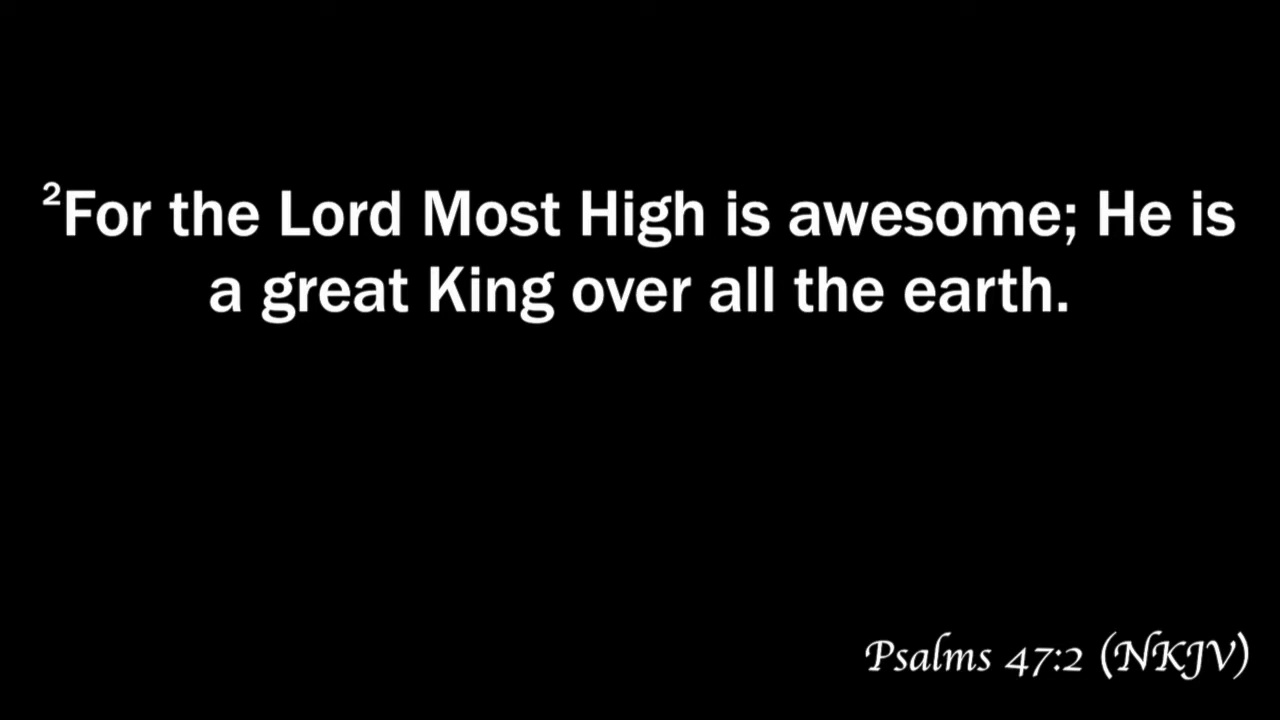 ²For the Lord Most High is awesome; He is
a great King over all the earth.
Psalms 47:2 (NKJV)